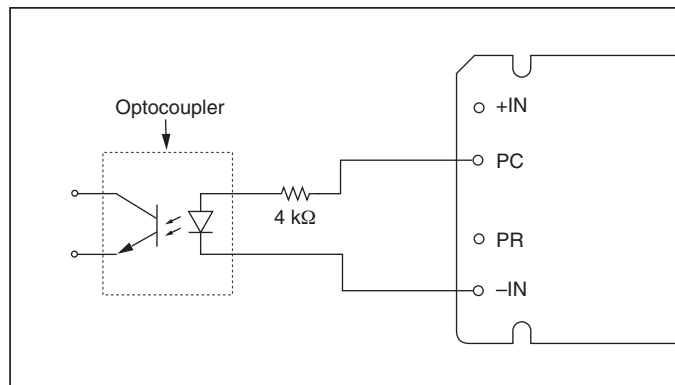 Optocoupler
4 kΩ
+IN
PC
PR
–IN